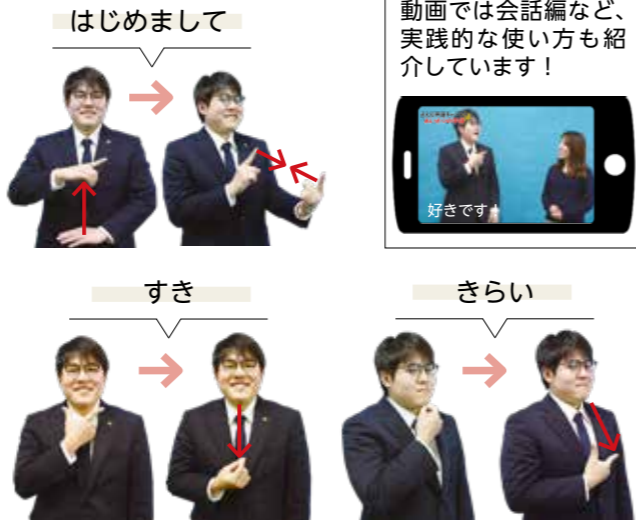 はじめまして
動画では会話編など、
実践的な使い方も紹
介しています！
好きです！
すき
きらい